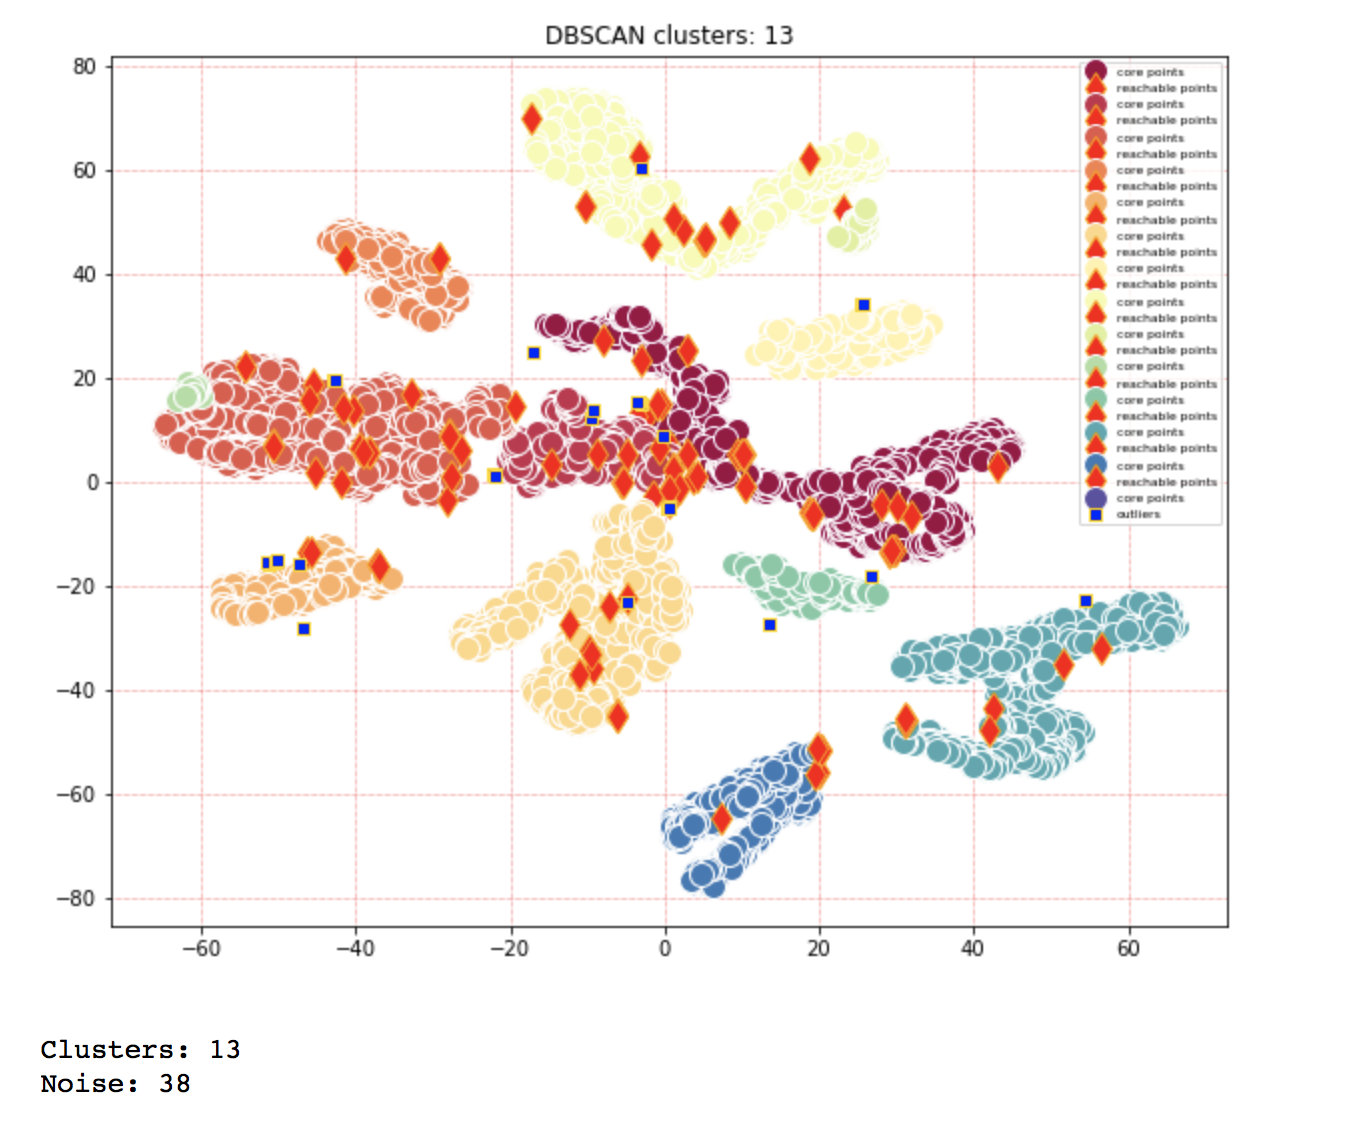 DBSCAN clusters: 13
80
60
40
20
0
−20
−40
−60
−80
−60 −40 −20 0 20 40 60
core points
reachable points
core points
reachable points
core points
reachable points
core points
reachable points
core points
reachable points
core points
reachable points
core points
reachable points
core points
reachable points
core points
reachable points
core points
reachable points
core points
reachable points
core points
reachable points
core points
reachable points
core points
outliers
Clusters: 13
Noise: 38